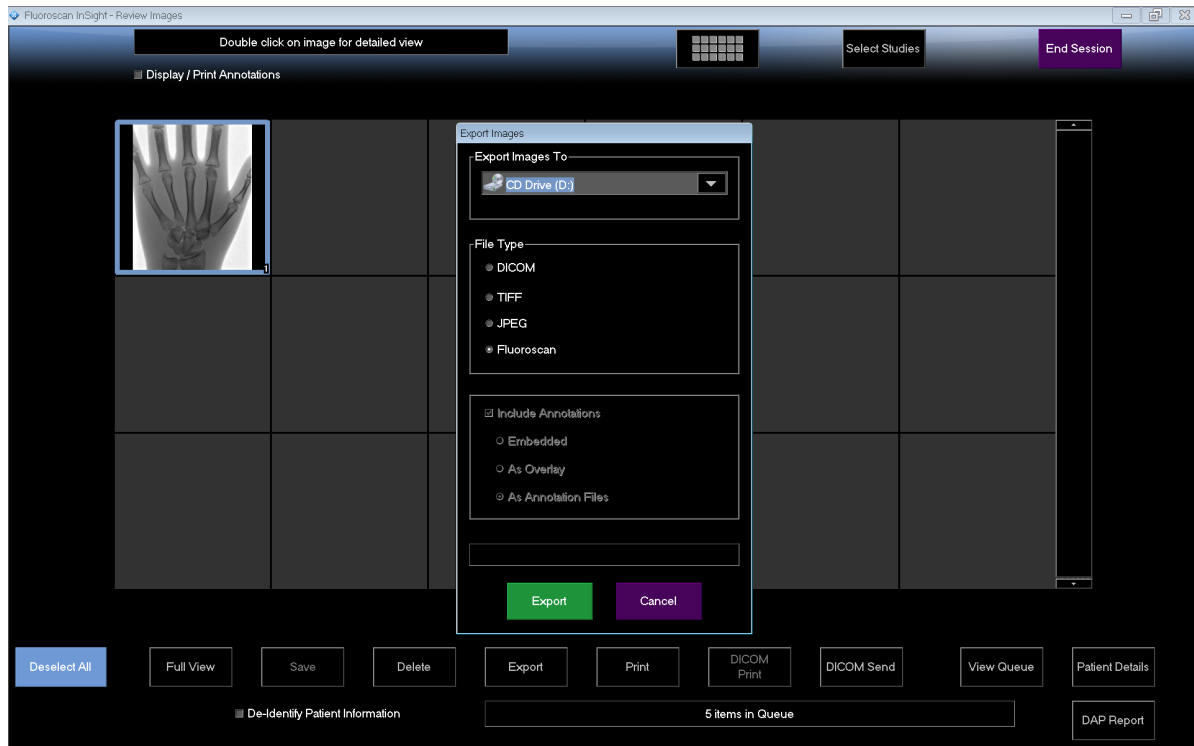 Fluoroscan InSight - Review Images
Double click on image for detailed view
Select Studies
End Session
Display / Print Annotations
1
Export Images
Export Images To
CD Drive (D:)
File Type
DICOM
TIFF
JPEG
Fluoroscan
Include Annotations
Embedded
As Overlay
As Annotation Files
Export
Cancel
Deselect All
Full View
Save
Delete
Export
Print
DICOM
Print
DICOM Send
View Queue
Patient Details
De-Identify Patient Information
5 items in Queue
DAP Report